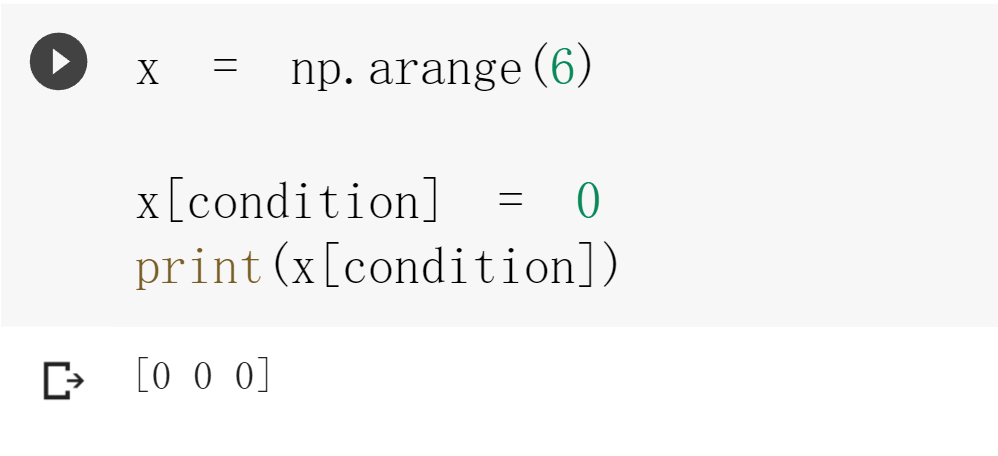 x = np.arange(6)
x[condition] = 0
print(x[condition])
[0 0 0]